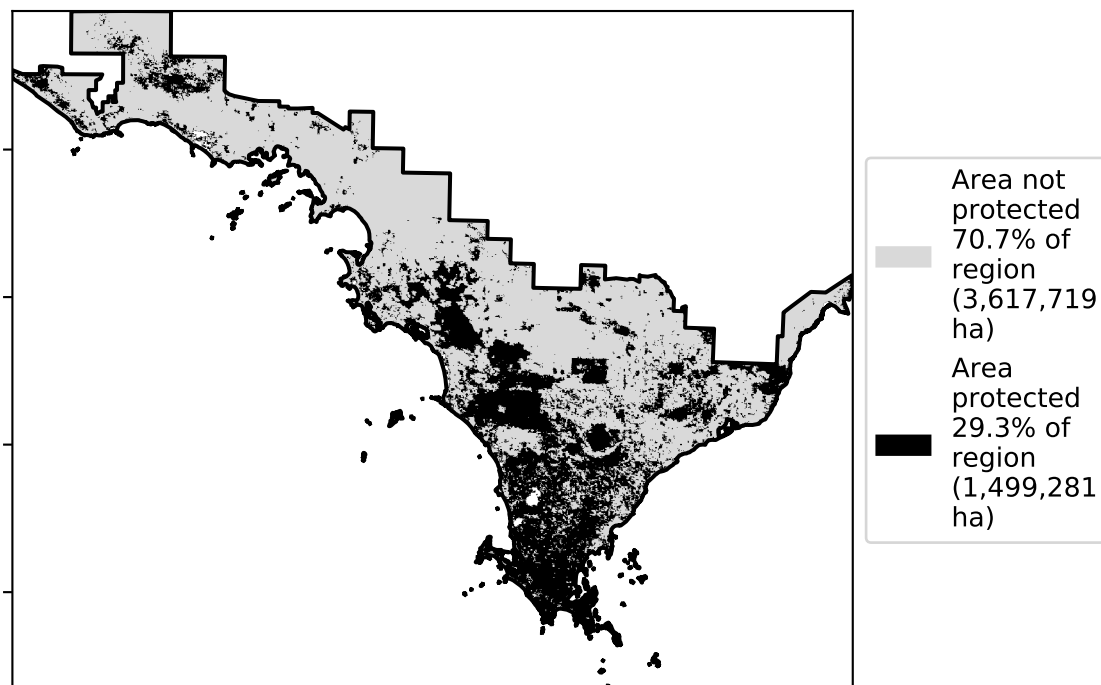 Area not
protected
70.7% of
region
(3,617,719
ha)
Area
protected
29.3% of
region
(1,499,281
ha)